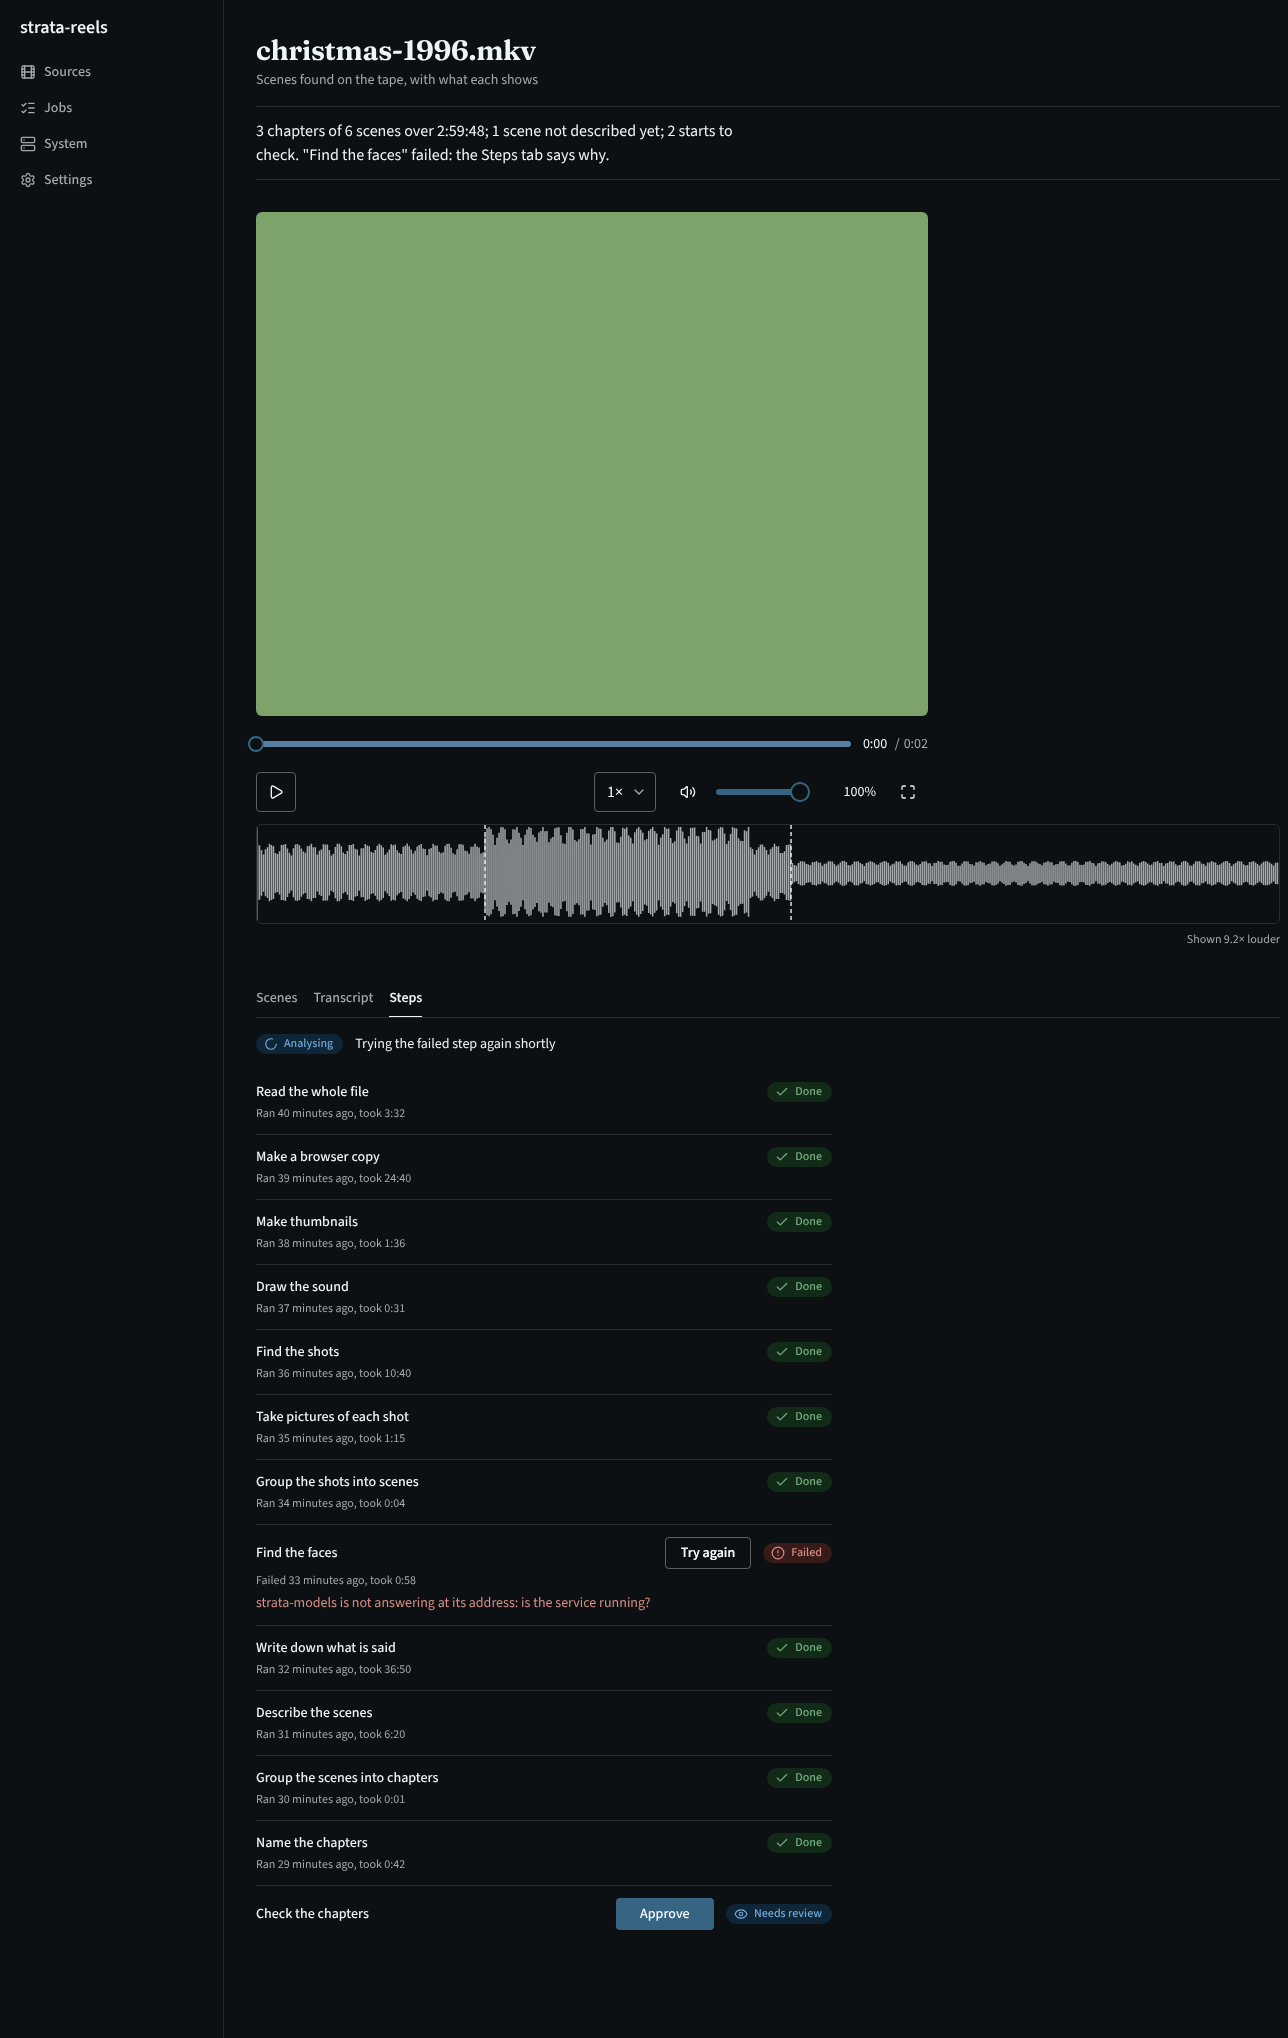 strata-reels
Sources
Jobs
System
Settings
christmas-1996.mkv
Scenes found on the tape, with what each shows
3 chapters of 6 scenes over 2:59:48; 1 scene not described yet; 2 starts to
check. "Find the faces" failed: the Steps tab says why.
0:00 / 0:02
1× 100%
Shown 9.2× louder
Scenes Transcript Steps
Analysing Trying the failed step again shortly
Read the whole file Done
Ran 40 minutes ago, took 3:32
Make a browser copy Done
Ran 39 minutes ago, took 24:40
Make thumbnails Done
Ran 38 minutes ago, took 1:36
Draw the sound Done
Ran 37 minutes ago, took 0:31
Find the shots Done
Ran 36 minutes ago, took 10:40
Take pictures of each shot Done
Ran 35 minutes ago, took 1:15
Group the shots into scenes Done
Ran 34 minutes ago, took 0:04
Find the faces Try again Failed
Failed 33 minutes ago, took 0:58
strata-models is not answering at its address: is the service running?
Write down what is said Done
Ran 32 minutes ago, took 36:50
Describe the scenes Done
Ran 31 minutes ago, took 6:20
Group the scenes into chapters Done
Ran 30 minutes ago, took 0:01
Name the chapters Done
Ran 29 minutes ago, took 0:42
Check the chapters Approve Needs review